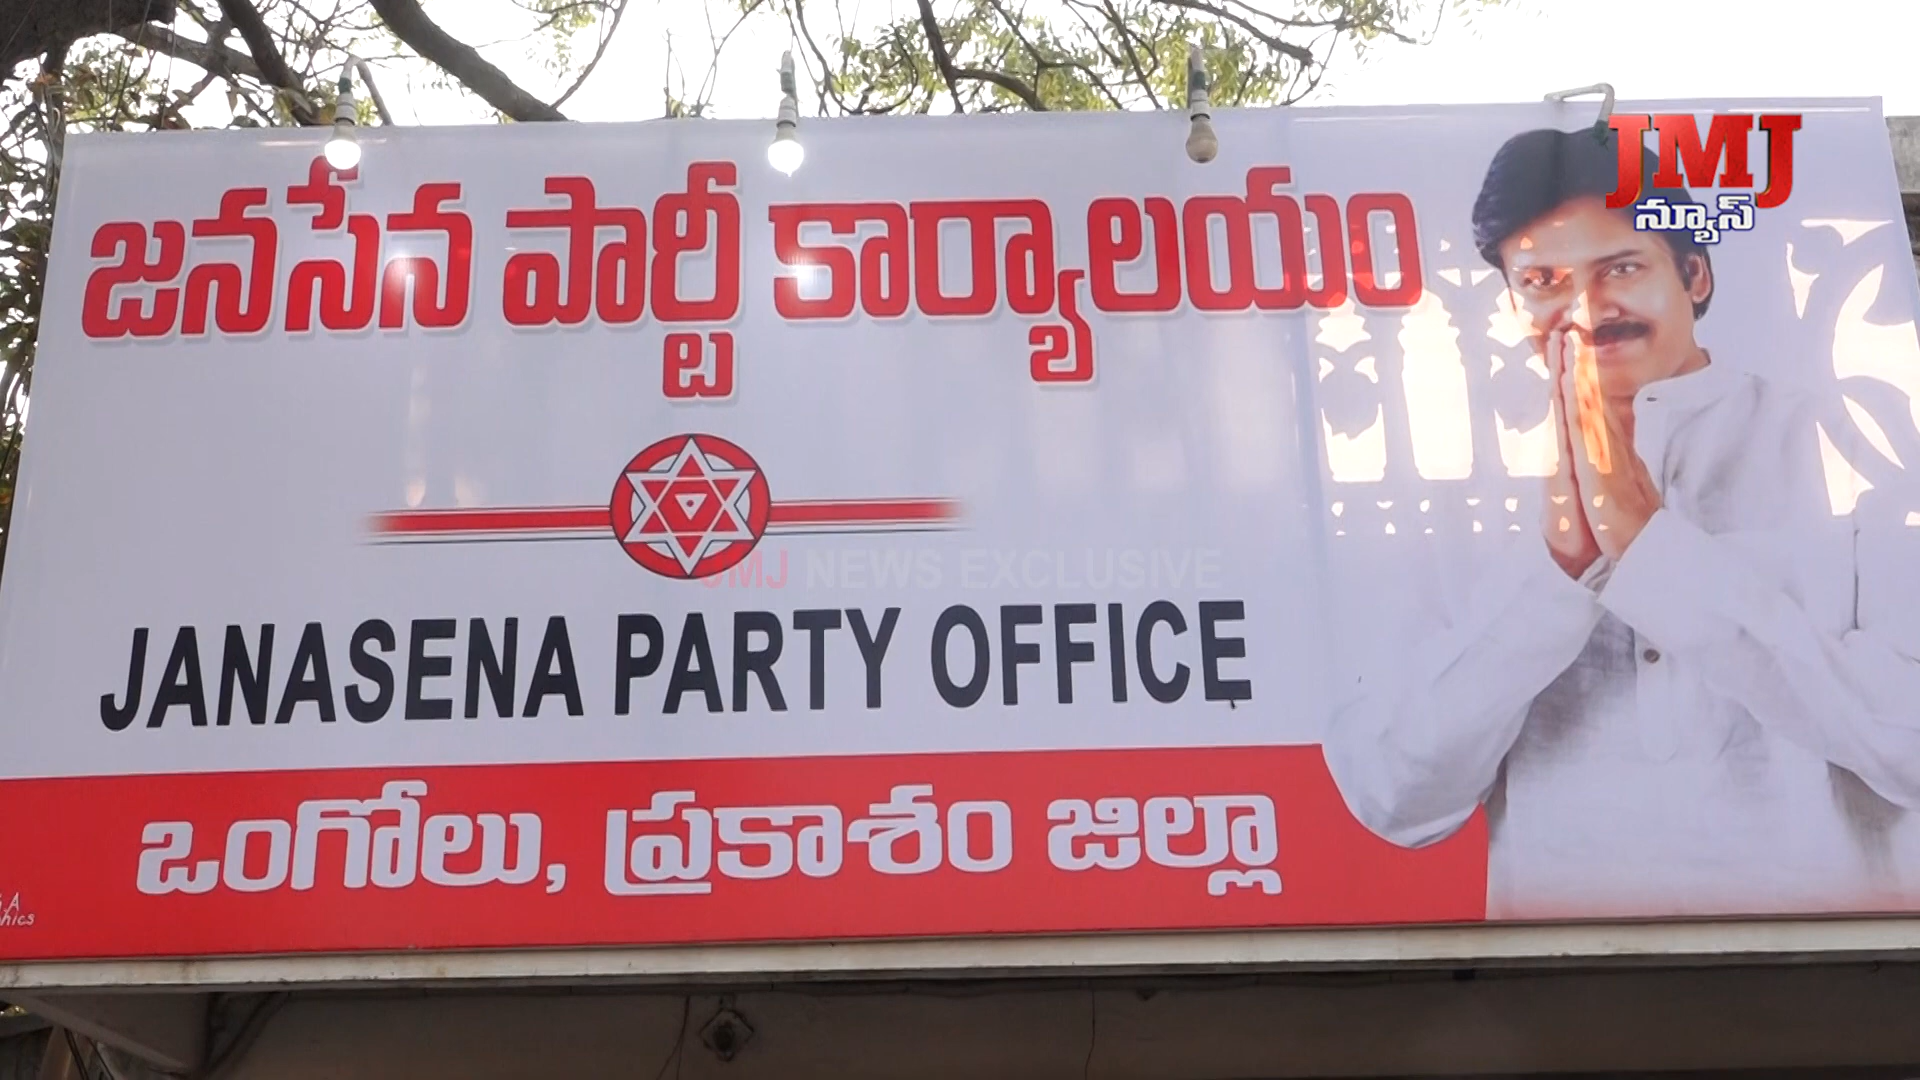 జనసేన పార్టీ కార్యాలయం
JMJ
న్యూస్
JMJ NEWS EXCLUSIVE
JANASENA PARTY OFFICE
ఒంగోలు, ప్రకాశం జిల్లా